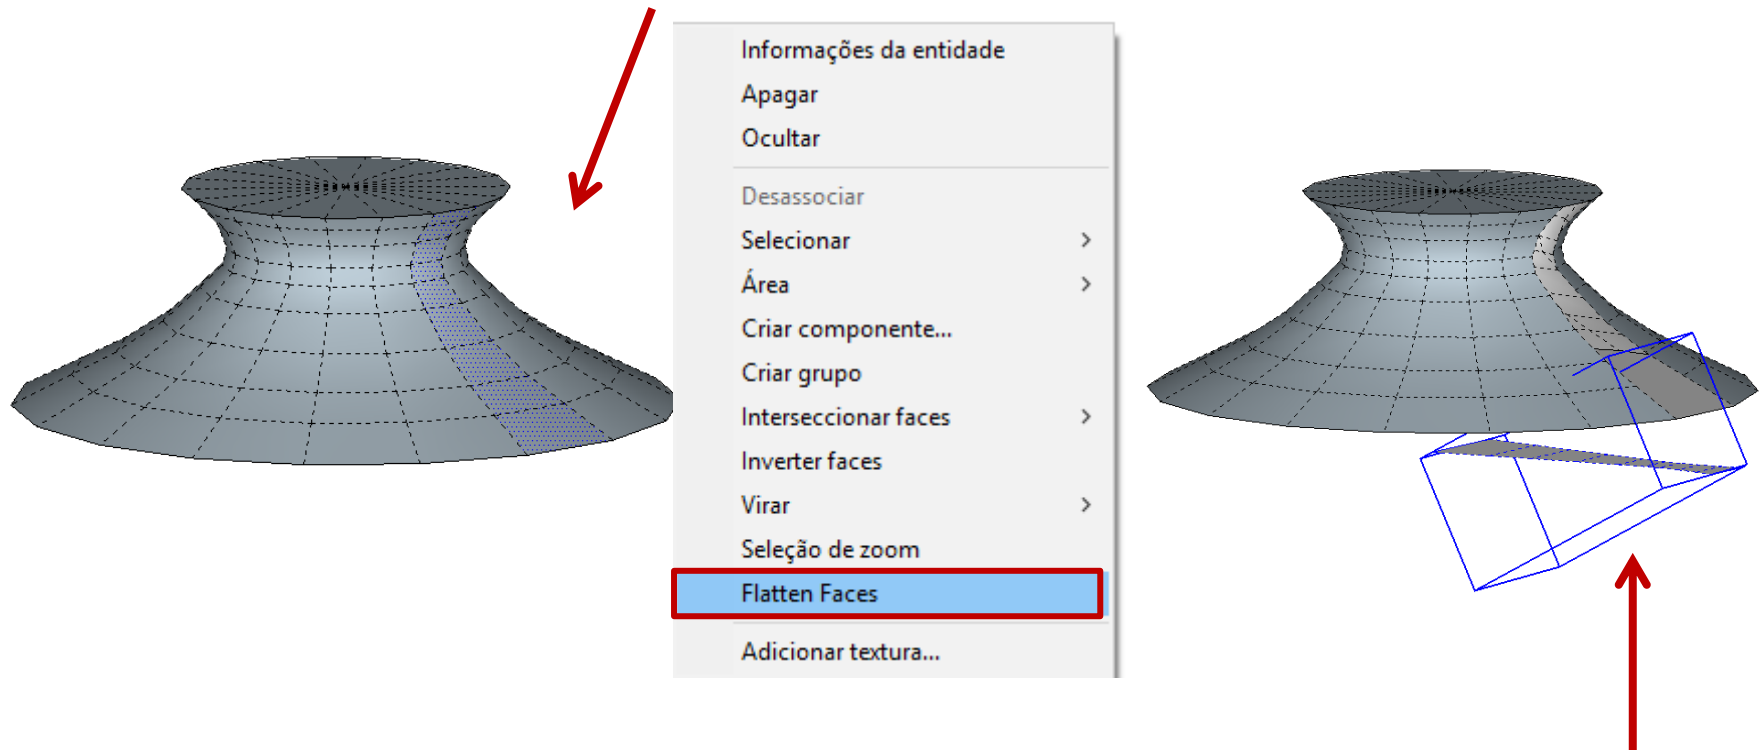 Informações da entidade
Apagar
Ocultar
Desassociar
Selecionar
Área
Criar componente...
Criar grupo
Interseccionar faces
Inverter faces
Virar
Seleção de zoom
Flatten Faces
Adicionar textura...